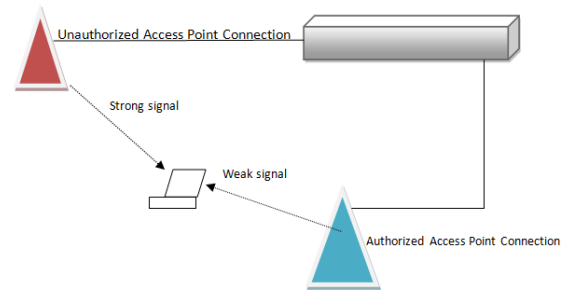 Unauthorized Access Point Connection
Strong signal
Weak signal
Authorized Access Point Connection